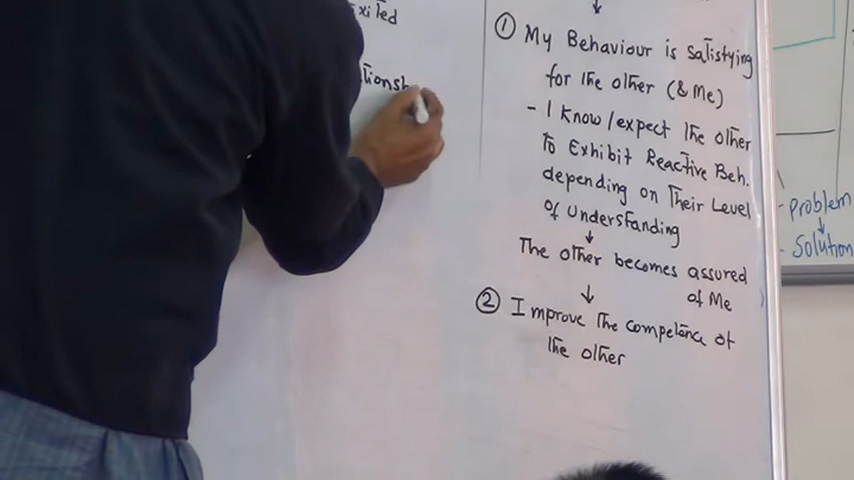 xited
tionsh
↓
① My Behaviour is satistying
for the other (& Me)
- I know/expect the other
to Exhibit Reactive Beh.
depending on Their Level
of Understanding
↓
The other becomes assured
of Me
↓
② I improve the competence of
the other
- Problem
↓
- Solution